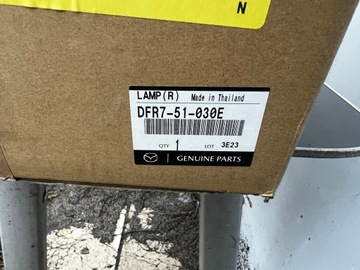 N
LAMP(R) Made in Thailand
DFR7-51-030E
QTY 1 LOT 3E23
GENUINE PARTS